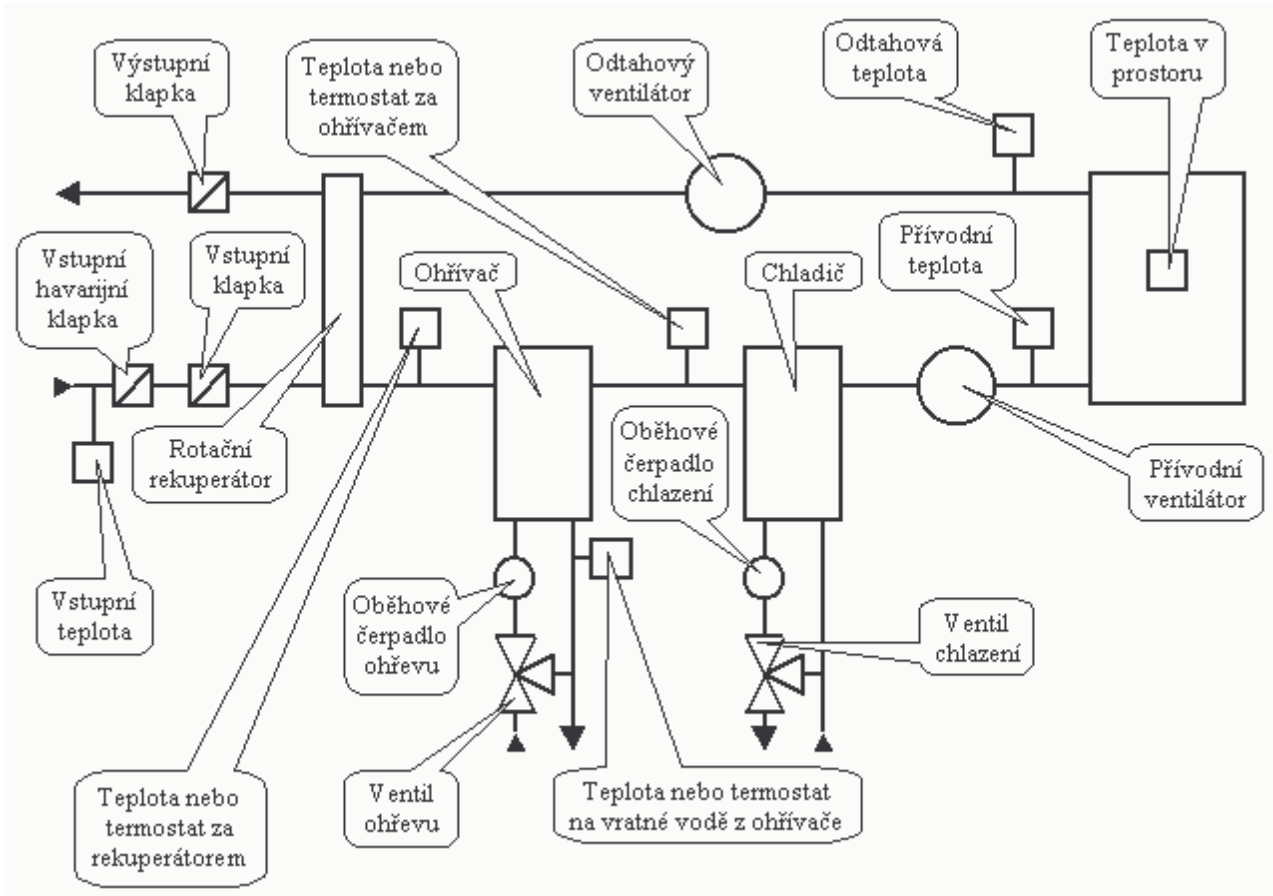 Výstupní
klapka
Teplota nebo
termostat za
ohřívačem
Odtahový
ventilátor
Odtahová
teplota
Teplota v
prostoru
Vstupní
havarijní
klapka
Vstupní
klapka
Ohřívač
Chladič
Přívodní
teplota
Rotační
rekuperátor
Oběhové
čerpadlo
chlazení
Přívodní
ventilátor
Vstupní
teplota
Oběhové
čerpadlo
ohřevu
Ventil
chlazení
Teplota nebo
termostat za
rekuperátorem
Ventil
ohřevu
Teplota nebo termostat
na vratné vodě z ohřívače